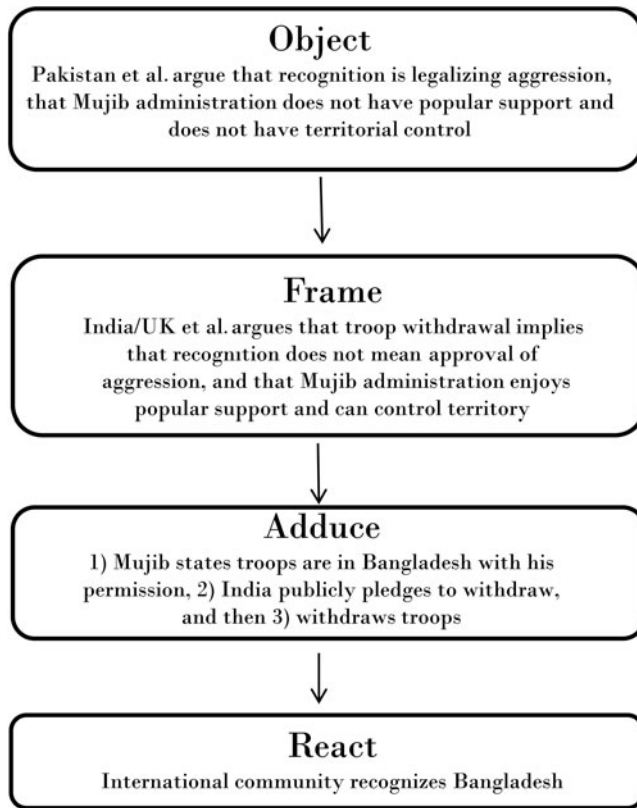 Object
Pakistan et al. argue that recognition is legalizing aggression,
that Mujib administration does not have popular support and
does not have territorial control
Frame
India/UK et al. argues that troop withdrawal implies
that recognition does not mean approval of
aggression, and that Mujib administration enjoys
popular support and can control territory
Adduce
1) Mujib states troops are in Bangladesh with his
permission, 2) India publicly pledges to withdraw,
and then 3) withdraws troops
React
International community recognizes Bangladesh